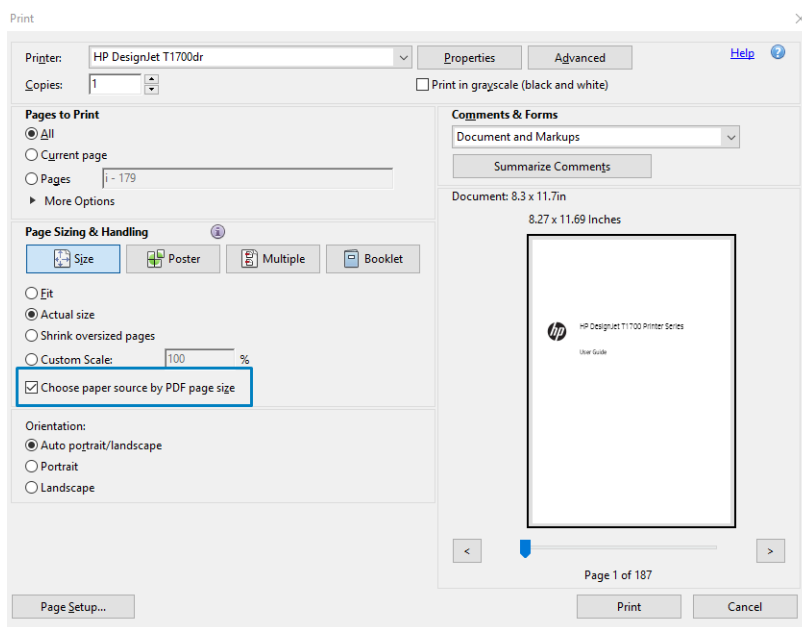 Print
Printer: HP DesignJet T1700dr Properties Advanced Help ?
Copies: 1 Print in grayscale (black and white)
Pages to Print
All
Current page
Pages i - 179
More Options
Page Sizing & Handling i
Size Poster Multiple Booklet
Fit
Actual size
Shrink oversized pages
Custom Scale: 100 %
Choose paper source by PDF page size
Orientation:
Auto portrait/landscape
Portrait
Landscape
Comments & Forms
Document and Markups
Summarize Comments
Document: 8.3 x 11.7in
8.27 x 11.69 Inches
hp HP DesignJet T1700 Printer Series
User Guide
< >
Page 1 of 187
Page Setup... Print Cancel